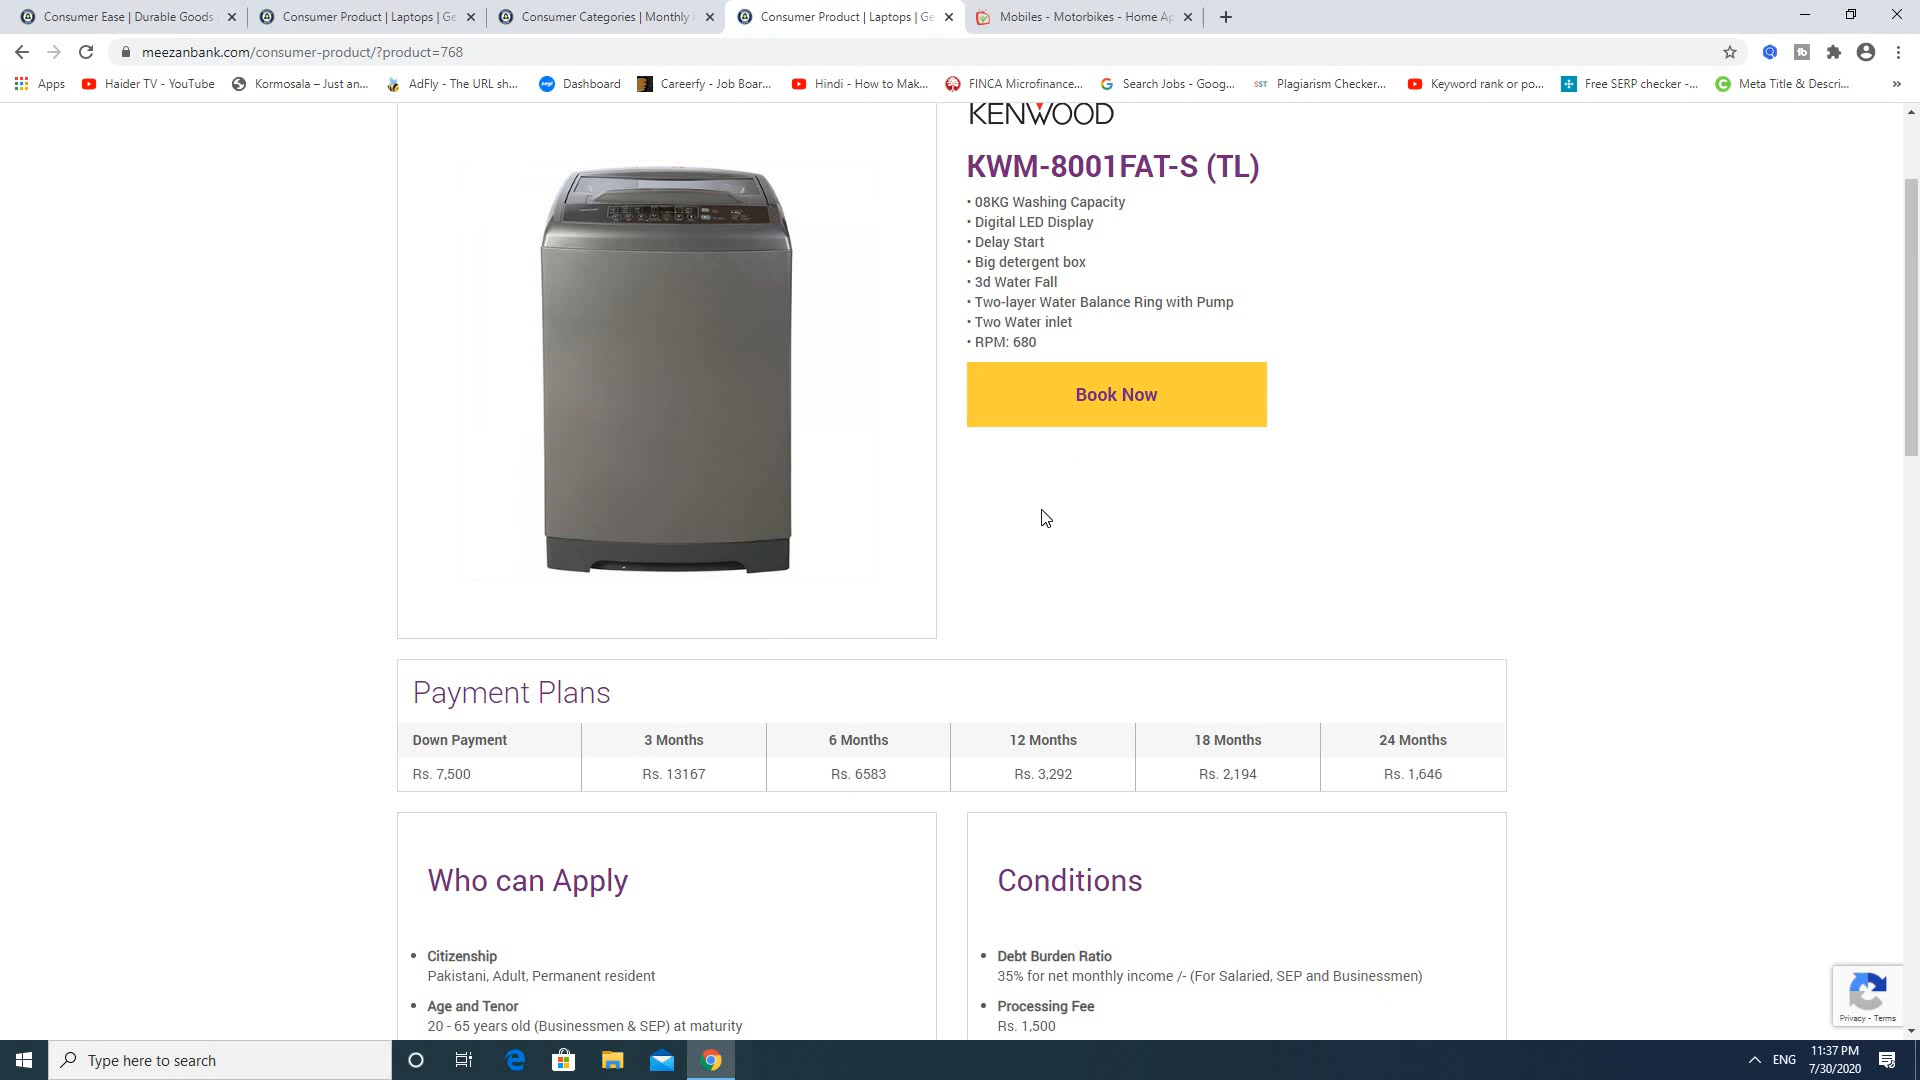 Consumer Ease | Durable Goods
Consumer Product | Laptops | Ge
Consumer Categories | Monthly
Consumer Product | Laptops | Ge
Mobiles - Motorbikes - Home Ap
meezanbank.com/consumer-product/?product=768
Apps
Haider TV - YouTube
Kormosala – Just an...
AdFly - The URL sh...
Dashboard
Careerfy - Job Boar...
Hindi - How to Mak...
FINCA Microfinance...
Search Jobs - Goog...
SST Plagiarism Checker...
Keyword rank or po...
Free SERP checker -...
Meta Title & Descri...
»
KENWOOD
KWM-8001FAT-S (TL)
• 08KG Washing Capacity
• Digital LED Display
• Delay Start
• Big detergent box
• 3d Water Fall
• Two-layer Water Balance Ring with Pump
• Two Water inlet
• RPM: 680
Book Now
Payment Plans
Down Payment 3 Months 6 Months 12 Months 18 Months 24 Months
Rs. 7,500 Rs. 13167 Rs. 6583 Rs. 3,292 Rs. 2,194 Rs. 1,646
Who can Apply
• Citizenship
Pakistani, Adult, Permanent resident
• Age and Tenor
20 - 65 years old (Businessmen & SEP) at maturity
Conditions
• Debt Burden Ratio
35% for net monthly income /- (For Salaried, SEP and Businessmen)
• Processing Fee
Rs. 1,500
Privacy - Terms
Type here to search
ENG
11:37 PM
7/30/2020